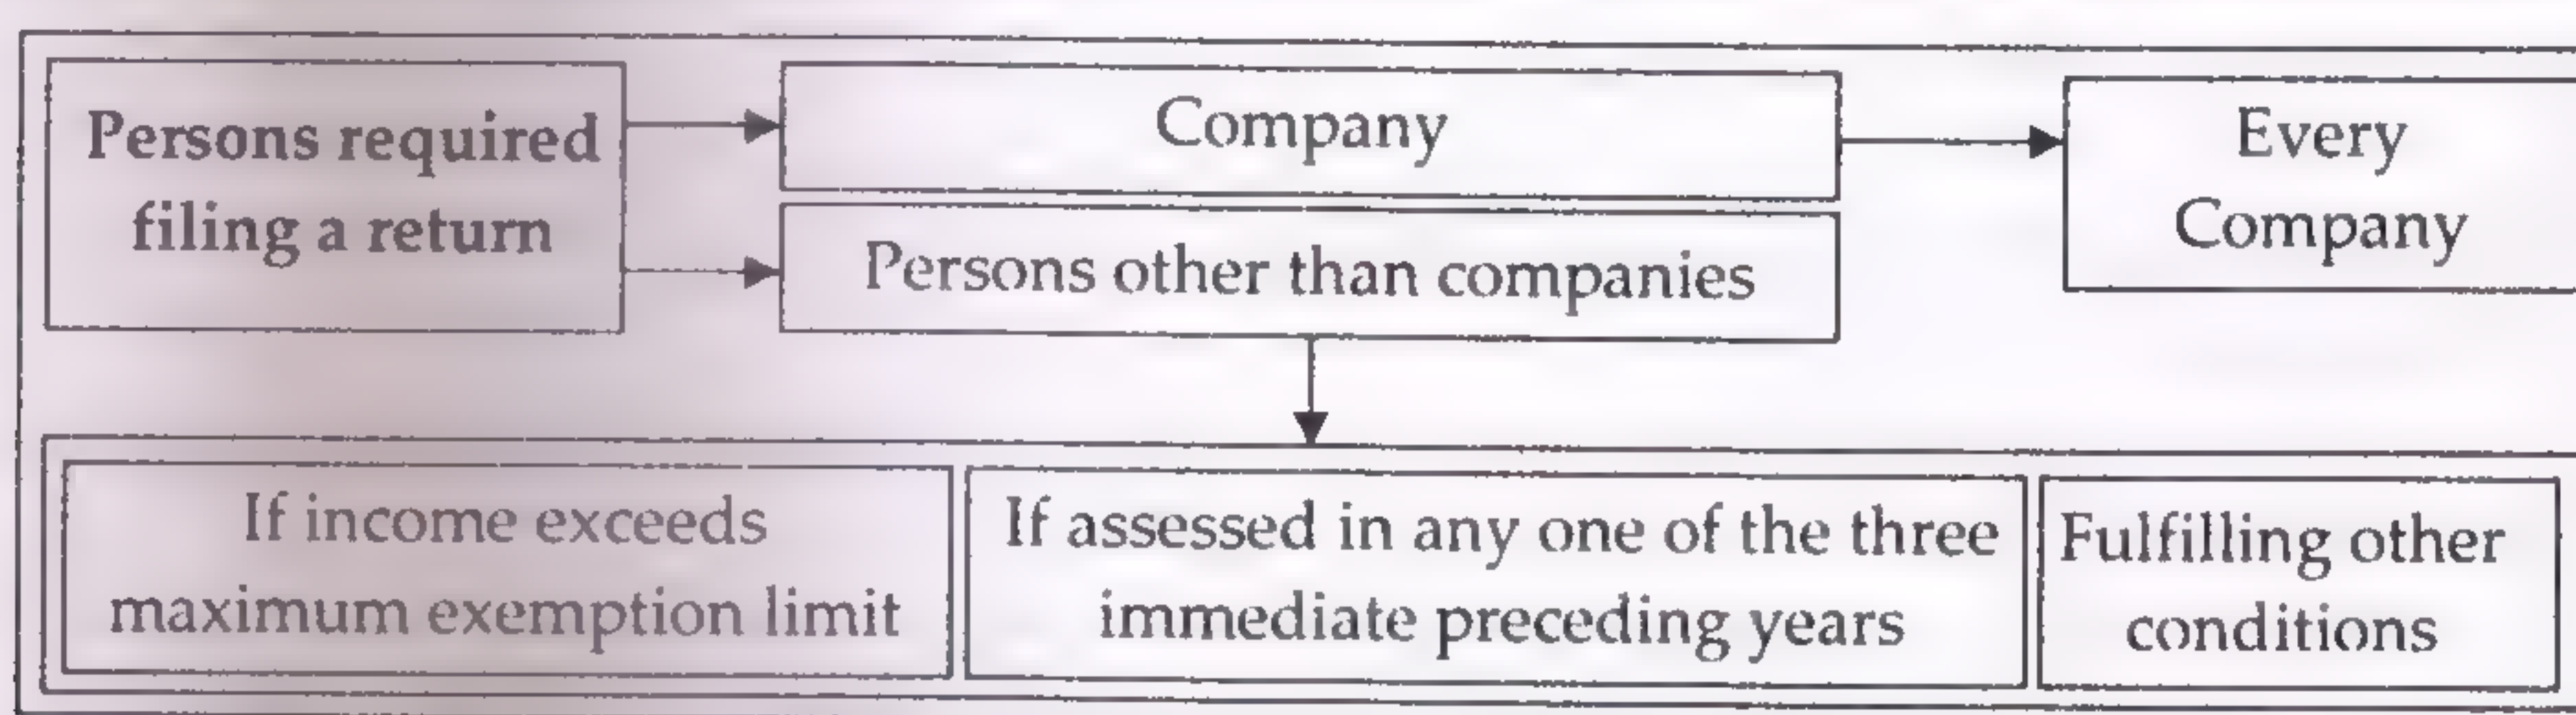 Persons required
filing a return
Company
Persons other than companies
Every
Company
If income exceeds
maximum exemption limit
If assessed in any one of the three
immediate preceding years
Fulfilling other
conditions